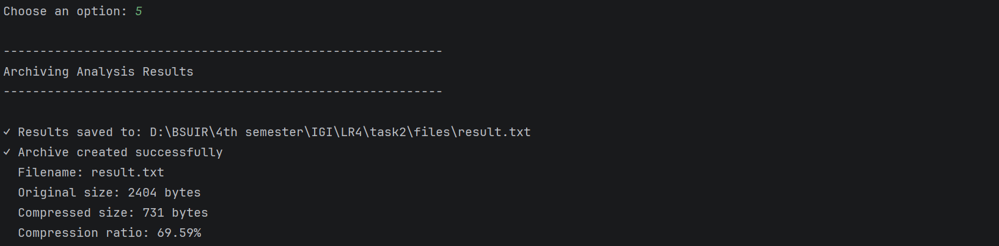 Choose an option: 5
------------------------------------------------------------
Archiving Analysis Results
------------------------------------------------------------
✓ Results saved to: D:\BSUIR\4th semester\IGI\LR4\task2\files\result.txt
✓ Archive created successfully
Filename: result.txt
Original size: 2404 bytes
Compressed size: 731 bytes
Compression ratio: 69.59%